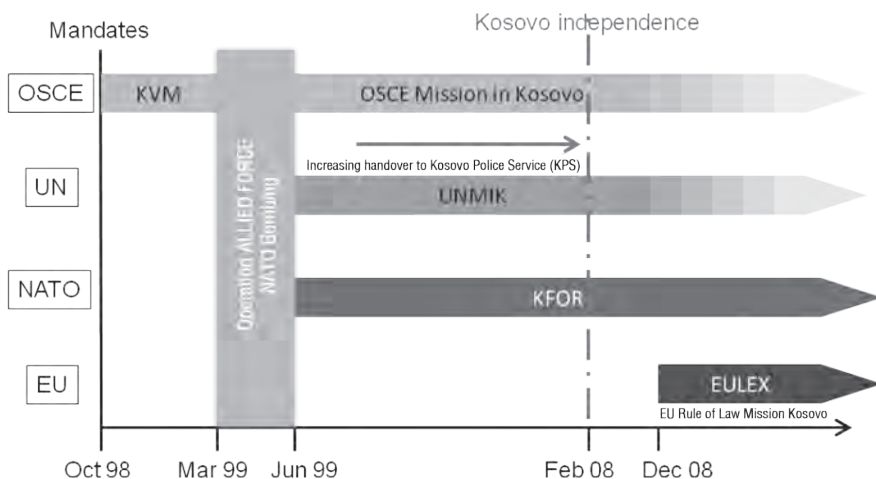 Mandates
Kosovo independence
OSCE
KVM
OSCE Mission in Kosovo
Increasing handover to Kosovo Police Service (KPS)
UN
UNMIK
Operation ALLIED FORCE
NATO Bombing
NATO
KFOR
EU
EULEX
EU Rule of Law Mission Kosovo
Oct 98
Mar 99
Jun 99
Feb 08
Dec 08